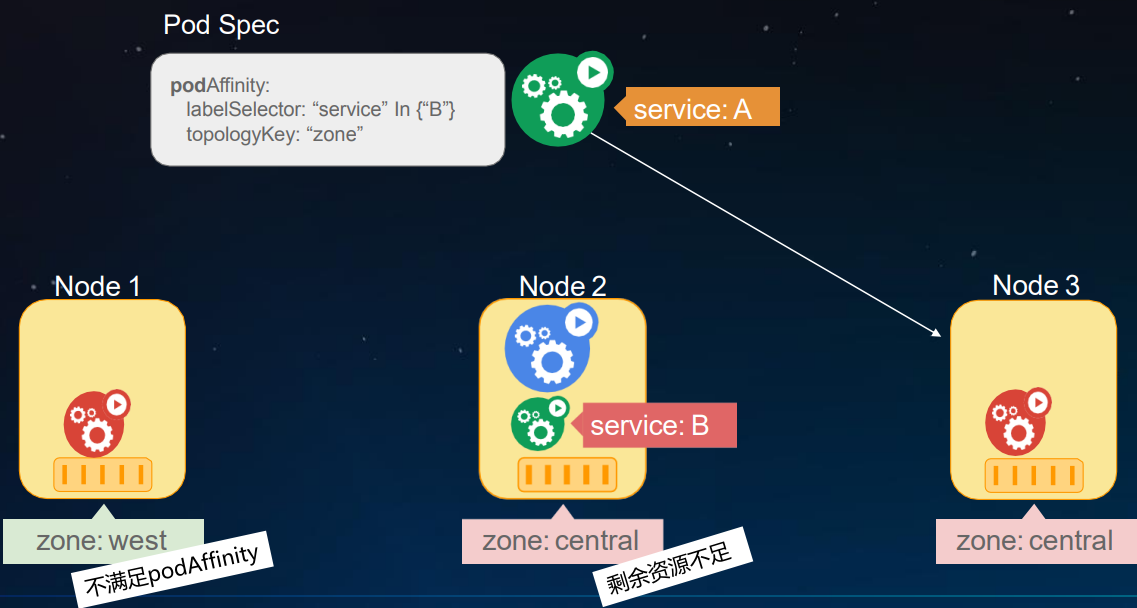 Pod Spec
podAffinity:
labelSelector: “service” In {“B”}
topologyKey: “zone”
service: A
Node 1
Node 2
Node 3
service: B
zone: west
zone: central
zone: central
不满足podAffinity
剩余资源不足